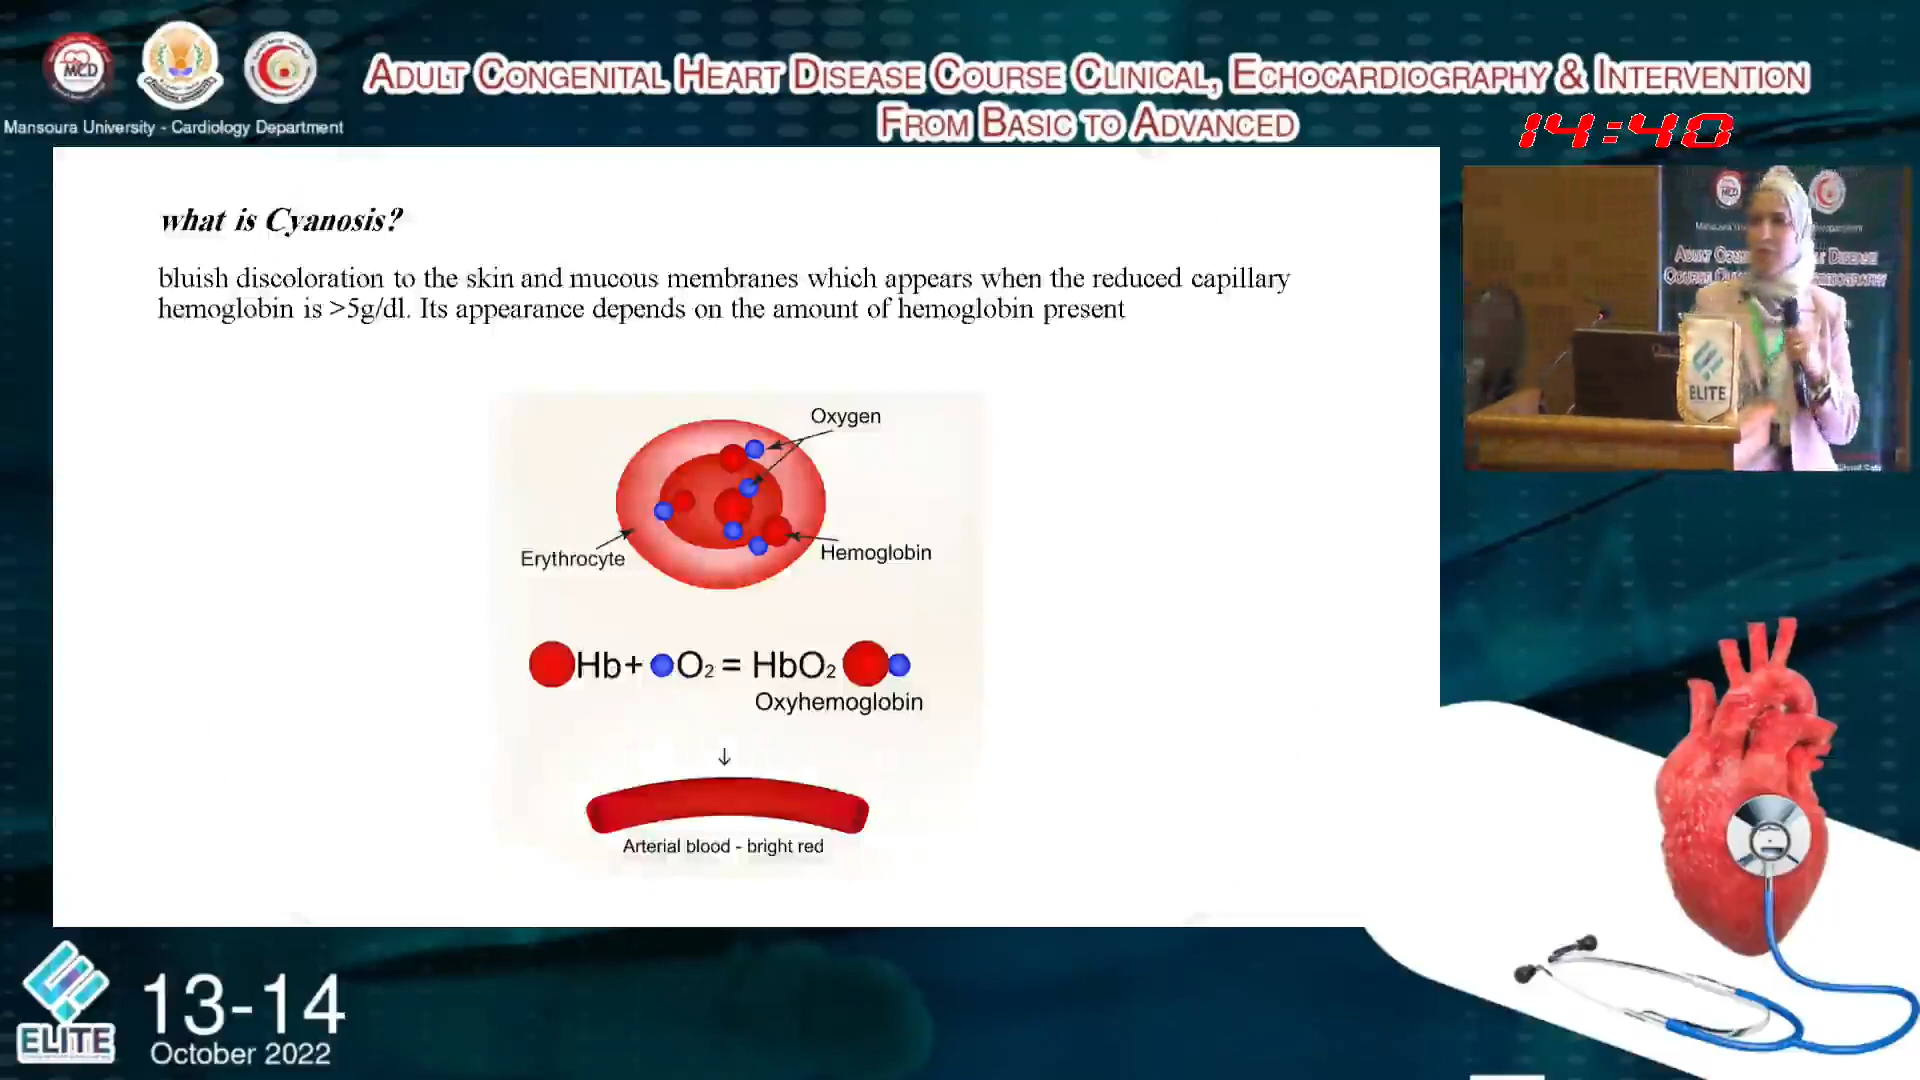 MCD
Mansoura University - Cardiology Department
ADULT CONGENITAL HEART DISEASE COURSE CLINICAL, ECHOCARDIOGRAPHY & INTERVENTION
FROM BASIC TO ADVANCED
14:40
what is Cyanosis?
bluish discoloration to the skin and mucous membranes which appears when the reduced capillary
hemoglobin is >5g/dl. Its appearance depends on the amount of hemoglobin present
Oxygen
Erythrocyte
Hemoglobin
Hb+ O2 = HbO2
Oxyhemoglobin
↓
Arterial blood - bright red
ELITE
ELITE
13-14
October 2022